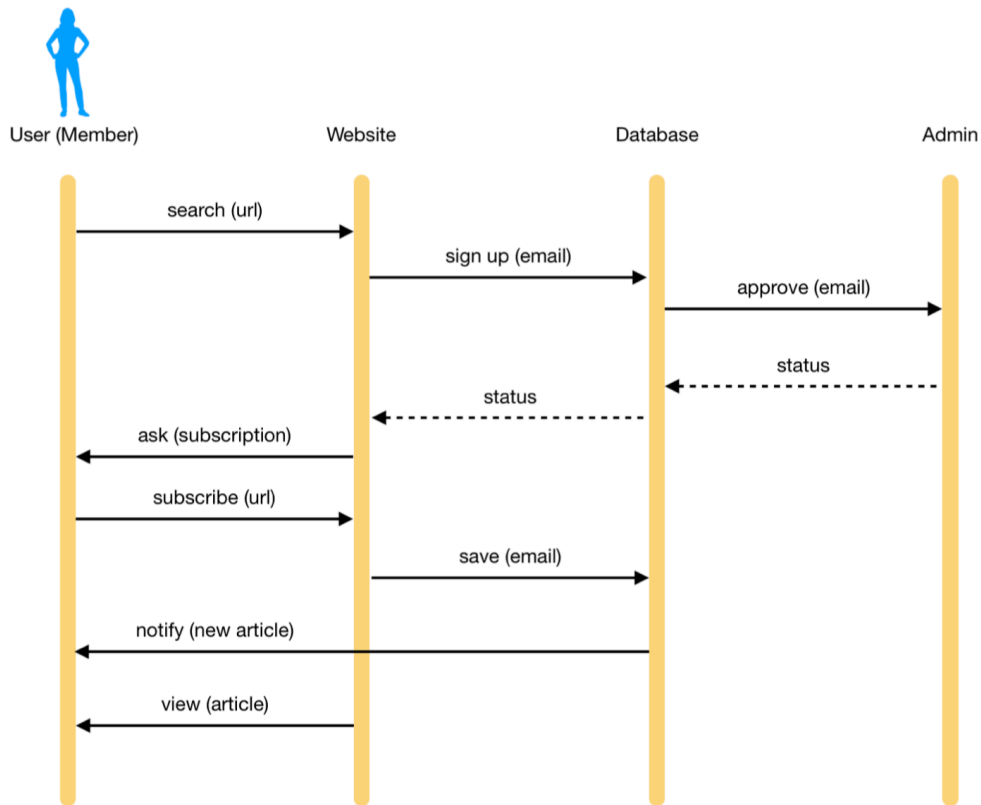 User (Member)
Website
Database
Admin
search (url)
sign up (email)
approve (email)
status
status
ask (subscription)
subscribe (url)
save (email)
notify (new article)
view (article)